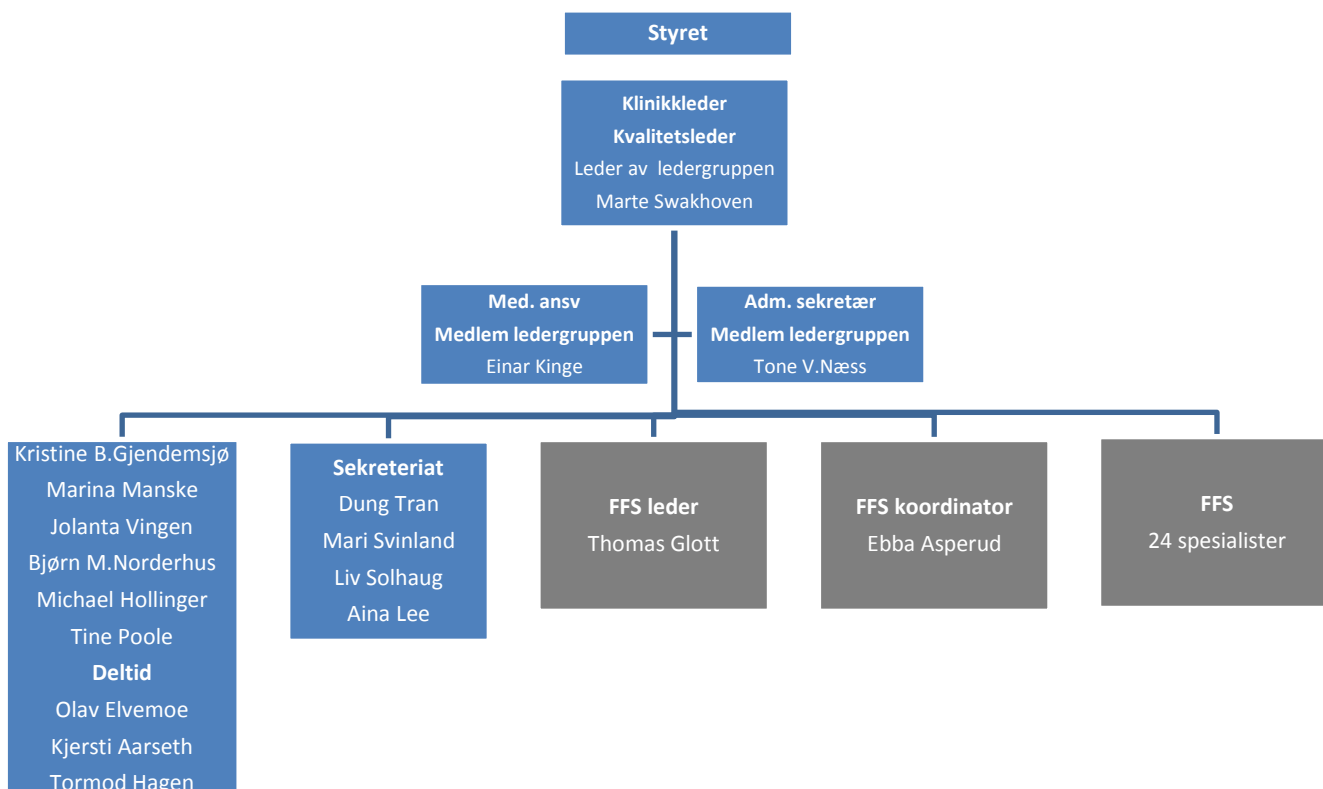 Styret
Klinikkleder
Kvalitetsleder
Leder av ledergruppen
Marte Swakhoven
Med. ansv
Medlem ledergruppen
Einar Kinge
Adm. sekretær
Medlem ledergruppen
Tone V.Næss
Kristine B.Gjendemsjø
Marina Manske
Jolanta Vingen
Bjørn M.Norderhus
Michael Hollinger
Tine Poole
Deltid
Olav Elvemoe
Kjersti Aarseth
Tormod Hagen
Sekreteriat
Dung Tran
Mari Svinland
Liv Solhaug
Aina Lee
FFS leder
Thomas Glott
FFS koordinator
Ebba Asperud
FFS
24 spesialister